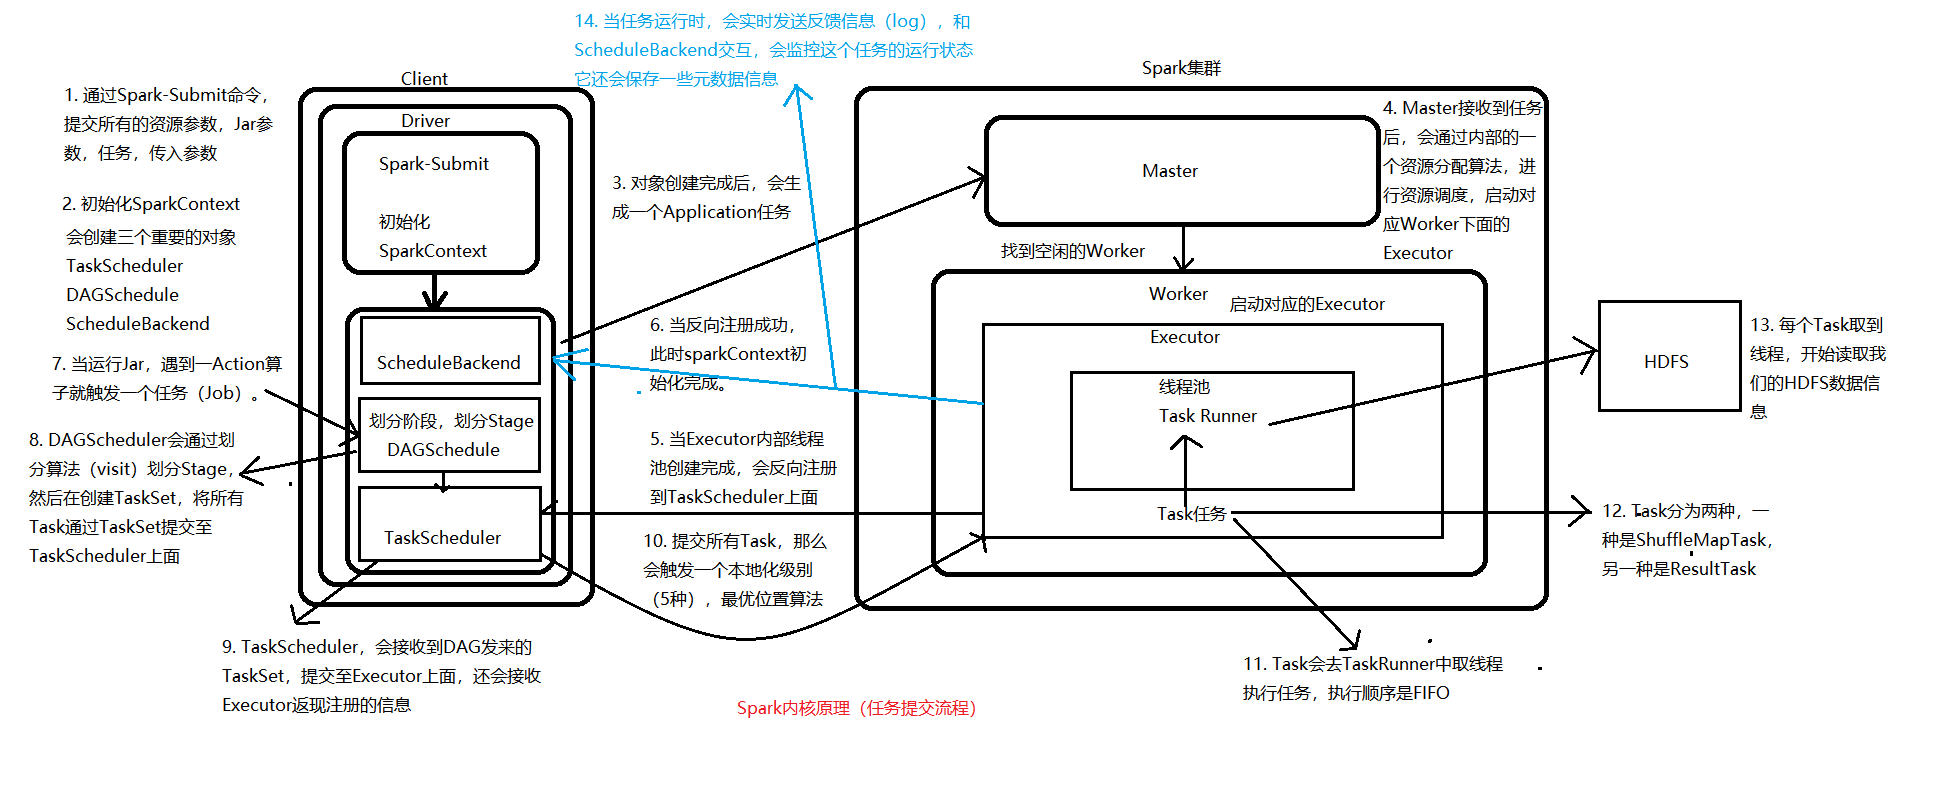 14. 当任务运行时，会实时发送反馈信息（log），和
ScheduleBackend交互，会监控这个任务的运行状态
它还会保存一些元数据信息
Client
Spark集群
1. 通过Spark-Submit命令，
提交所有的资源参数，Jar参
数，任务，传入参数
Driver
Spark-Submit
初始化
SparkContext
2. 初始化SparkContext
会创建三个重要的对象
TaskScheduler
DAGSchedule
ScheduleBackend
3. 对象创建完成后，会生
成一个Application任务
Master
4. Master接收到任务
后，会通过内部的一
个资源分配算法，进
行资源调度，启动对
应Worker下面的
Executor
找到空闲的Worker
Worker
启动对应的Executor
Executor
线程池
Task Runner
Task任务
HDFS
13. 每个Task取到
线程，开始读取我
们的HDFS数据信
息
6. 当反向注册成功，
此时sparkContext初
始化完成。
ScheduleBackend
7. 当运行Jar，遇到一Action算
子就触发一个任务（Job）。
划分阶段，划分Stage
DAGSchedule
8. DAGScheduler会通过划
分算法（visit）划分Stage，
然后在创建TaskSet，将所有
Task通过TaskSet提交至
TaskScheduler上面
5. 当Executor内部线程
池创建完成，会反向注册
到TaskScheduler上面
TaskScheduler
10. 提交所有Task，那么
会触发一个本地化级别
（5种），最优位置算法
12. Task分为两种，一
种是ShuffleMapTask，
另一种是ResultTask
9. TaskScheduler，会接收到DAG发来的
TaskSet，提交至Executor上面，还会接收
Executor返现注册的信息
11. Task会去TaskRunner中取线程
执行任务，执行顺序是FIFO
Spark内核原理（任务提交流程）